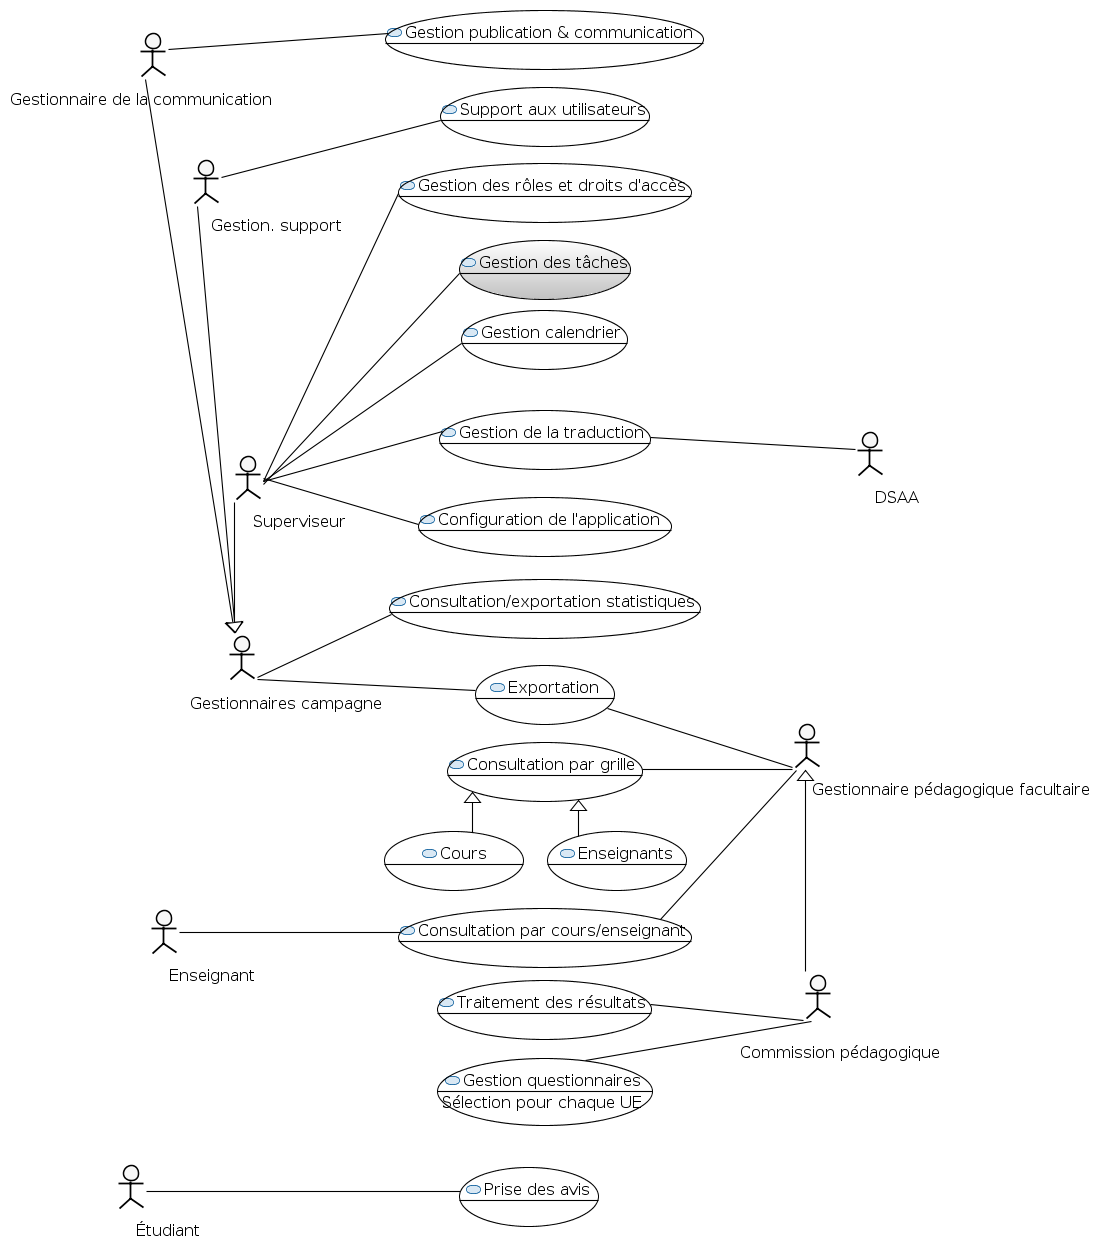 Gestion publication & communication
Gestionnaire de la communication
Support aux utilisateurs
Gestion des rôles et droits d'accès
Gestion. support
Gestion des tâches
Gestion calendrier
Gestion de la traduction
DSAA
Superviseur
Configuration de l'application
Consultation/exportation statistiques
Exportation
Gestionnaires campagne
Consultation par grille
Gestionnaire pédagogique facultaire
Cours
Enseignants
Consultation par cours/enseignant
Enseignant
Traitement des résultats
Commission pédagogique
Gestion questionnaires
Sélection pour chaque UE
Prise des avis
Étudiant